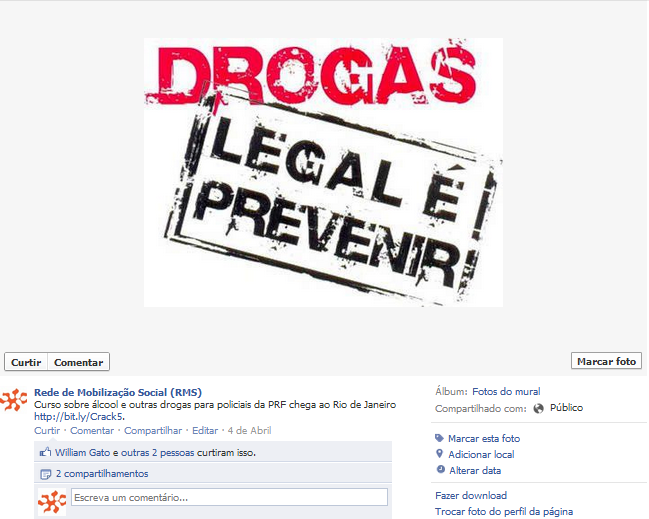 DROGAS
LEGAL É
PREVENIR
Curtir Comentar
Marcar foto
Rede de Mobilização Social (RMS)
Curso sobre álcool e outras drogas para policiais da PRF chega ao Rio de Janeiro
http://bit.ly/Crack5.
Curtir · Comentar · Compartilhar · Editar · 4 de Abril
William Gato e outras 2 pessoas curtiram isso.
2 compartilhamentos
Escreva um comentário...
Álbum: Fotos do mural
Compartilhado com: Público
Marcar esta foto
Adicionar local
Alterar data
Fazer download
Trocar foto do perfil da página